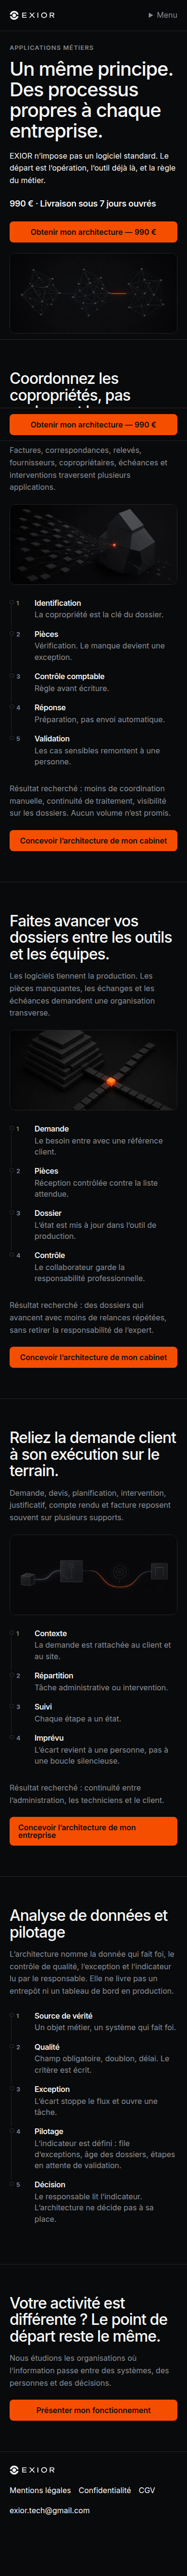 EXIOR
Menu
APPLICATIONS MÉTIERS
Un même principe.
Des processus
propres à chaque
entreprise.
EXIOR n’impose pas un logiciel standard. Le
départ est l’opération, l’outil déjà là, et la règle
du métier.
990 € · Livraison sous 7 jours ouvrés
Obtenir mon architecture — 990 €
Coordonnez les
copropriétés, pas
Obtenir mon architecture — 990 €
Factures, correspondances, relevés,
fournisseurs, copropriétaires, échéances et
interventions traversent plusieurs
applications.
1 Identification
La copropriété est la clé du dossier.
2 Pièces
Vérification. Le manque devient une
exception.
3 Contrôle comptable
Règle avant écriture.
4 Réponse
Préparation, pas envoi automatique.
5 Validation
Les cas sensibles remontent à une
personne.
Résultat recherché : moins de coordination
manuelle, continuité de traitement, visibilité
sur les dossiers. Aucun volume n’est promis.
Concevoir l’architecture de mon cabinet
Faites avancer vos
dossiers entre les outils
et les équipes.
Les logiciels tiennent la production. Les
pièces manquantes, les échanges et les
échéances demandent une organisation
transverse.
1 Demande
Le besoin entre avec une référence
client.
2 Pièces
Réception contrôlée contre la liste
attendue.
3 Dossier
L’état est mis à jour dans l’outil de
production.
4 Contrôle
Le collaborateur garde la
responsabilité professionnelle.
Résultat recherché : des dossiers qui
avancent avec moins de relances répétées,
sans retirer la responsabilité de l’expert.
Concevoir l’architecture de mon cabinet
Reliez la demande client
à son exécution sur le
terrain.
Demande, devis, planification, intervention,
justificatif, compte rendu et facture reposent
souvent sur plusieurs supports.
1 Contexte
La demande est rattachée au client et
au site.
2 Répartition
Tâche administrative ou intervention.
3 Suivi
Chaque étape a un état.
4 Imprévu
L’écart revient à une personne, pas à
une boucle silencieuse.
Résultat recherché : continuité entre
l’administration, les techniciens et le client.
Concevoir l’architecture de mon
entreprise
Analyse de données et
pilotage
L’architecture nomme la donnée qui fait foi, le
contrôle de qualité, l’exception et l’indicateur
lu par le responsable. Elle ne livre pas un
entrepôt ni un tableau de bord en production.
1 Source de vérité
Un objet métier, un système qui fait foi.
2 Qualité
Champ obligatoire, doublon, délai. Le
critère est écrit.
3 Exception
L’écart stoppe le flux et ouvre une
tâche.
4 Pilotage
L’indicateur est défini : file
d’exceptions, âge des dossiers, étapes
en attente de validation.
5 Décision
Le responsable lit l’indicateur.
L’architecture ne décide pas à sa
place.
Votre activité est
différente ? Le point de
départ reste le même.
Nous étudions les organisations où
l’information passe entre des systèmes, des
personnes et des décisions.
Présenter mon fonctionnement
EXIOR
Mentions légales Confidentialité CGV
exior.tech@gmail.com